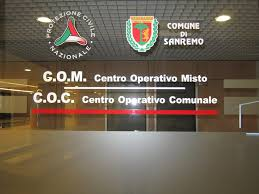 PROTEZIONE CIVILE
NAZIONALE
COMUNE
DI
SANREMO
C.O.M. Centro Operativo Misto
C.O.C. Centro Operativo Comunale